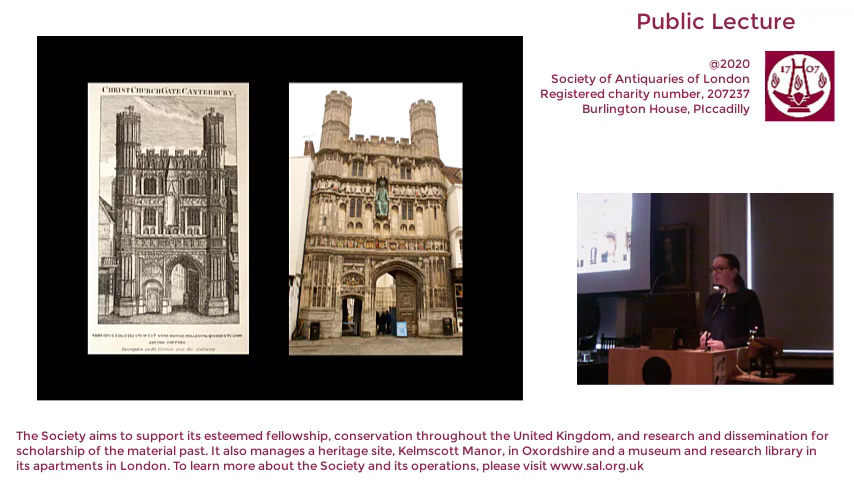 Public Lecture
@2020
Society of Antiquaries of London
Registered charity number, 207237
Burlington House, PIccadilly
17 07
CHRIST CHURCH GATE CANTERBURY.
The Society aims to support its esteemed fellowship, conservation throughout the United Kingdom, and research and dissemination for
scholarship of the material past. It also manages a heritage site, Kelmscott Manor, in Oxordshire and a museum and research library in
its apartments in London. To learn more about the Society and its operations, please visit www.sal.org.uk